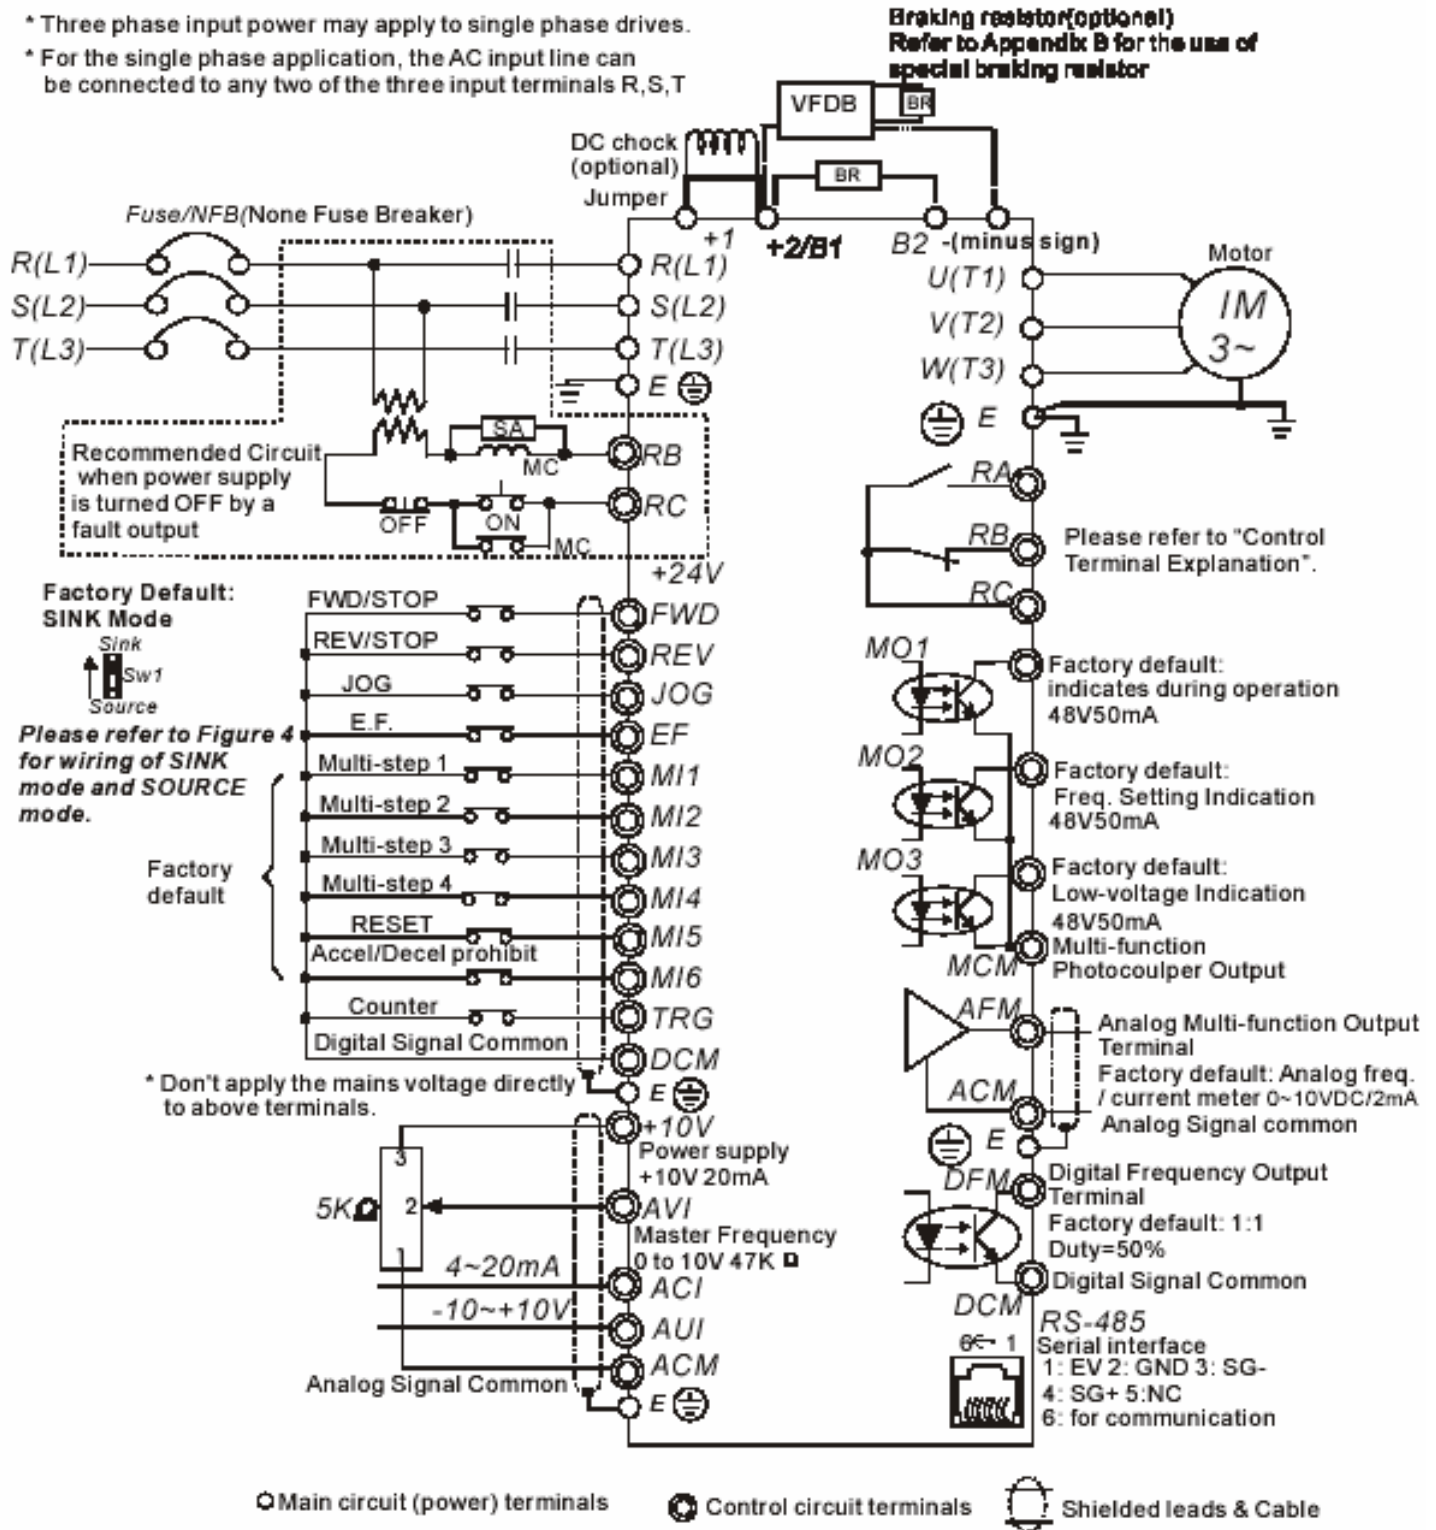 * Three phase input power may apply to single phase drives.
* For the single phase application, the AC input line can
be connected to any two of the three input terminals R,S,T
Braking resistor(optional)
Refer to Appendix B for the use of
special braking resistor
VFDB
BR
DC chock
(optional)
Jumper
BR
Fuse/NFB(None Fuse Breaker)
+1
+2/B1
B2
-(minus sign)
R(L1)
S(L2)
T(L3)
R(L1)
S(L2)
T(L3)
E
U(T1)
V(T2)
W(T3)
E
Motor
IM
3~
Recommended Circuit
when power supply
is turned OFF by a
fault output
SA
MC
RB
OFF
ON
MC
RC
RA
RB
RC
Please refer to "Control
Terminal Explanation".
Factory Default:
SINK Mode
Sink
Sw1
Source
Please refer to Figure 4
for wiring of SINK
mode and SOURCE
mode.
Factory
default
+24V
FWD/STOP
FWD
REV/STOP
REV
JOG
JOG
E.F.
EF
Multi-step 1
MI1
Multi-step 2
MI2
Multi-step 3
MI3
Multi-step 4
MI4
RESET
MI5
Accel/Decel prohibit
MI6
Counter
TRG
Digital Signal Common
DCM
E
* Don't apply the mains voltage directly
to above terminals.
MO1
Factory default:
indicates during operation
48V50mA
MO2
Factory default:
Freq. Setting Indication
48V50mA
MO3
Factory default:
Low-voltage Indication
48V50mA
MCM
Multi-function
Photocoulper Output
AFM
Analog Multi-function Output
Terminal
Factory default: Analog freq.
/ current meter 0~10VDC/2mA
ACM
Analog Signal common
E
+10V
Power supply
+10V 20mA
3
5KΩ
2
1
AVI
Master Frequency
0 to 10V 47K
4~20mA
ACI
-10~+10V
AUI
ACM
Analog Signal Common
E
DFM
Digital Frequency Output
Terminal
Factory default: 1:1
Duty=50%
Digital Signal Common
DCM
RS-485
6← 1
Serial interface
1: EV 2: GND 3: SG-
4: SG+ 5:NC
6: for communication
Main circuit (power) terminals
Control circuit terminals
Shielded leads & Cable